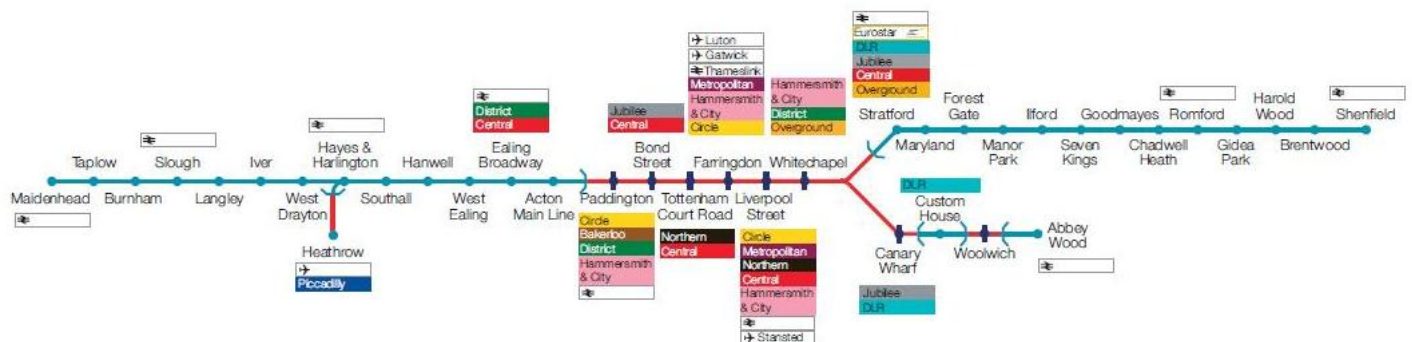 Luton
Gatwick
Thameslink
Metropolitan
Hammersmith
& City
Circle
Hammersmith
& City
District
Overground
Eurostar
DLR
Jubilee
Central
Overground
District
Central
Jubilee
Central
Taplow
Slough
Iver
Hayes &
Harlington
Hanwell
Ealing
Broadway
Bond
Street
Farringdon
Whitechapel
Stratford
Forest
Gate
Ilford
Goodmayes
Romford
Harold
Wood
Shenfield
Maidenhead
Burnham
Langley
West
Drayton
Southall
West
Ealing
Acton
Main Line
Paddington
Tottenham
Court Road
Liverpool
Street
Maryland
Manor
Park
Seven
Kings
Chadwell
Heath
Gidea
Park
Brentwood
DLR
Custom
House
Canary
Wharf
Woolwich
Abbey
Wood
Heathrow
Piccadilly
Circle
Bakerloo
District
Hammersmith
& City
Northern
Central
Circle
Metropolitan
Northern
Central
Hammersmith
& City
Stansted
Jubilee
DLR